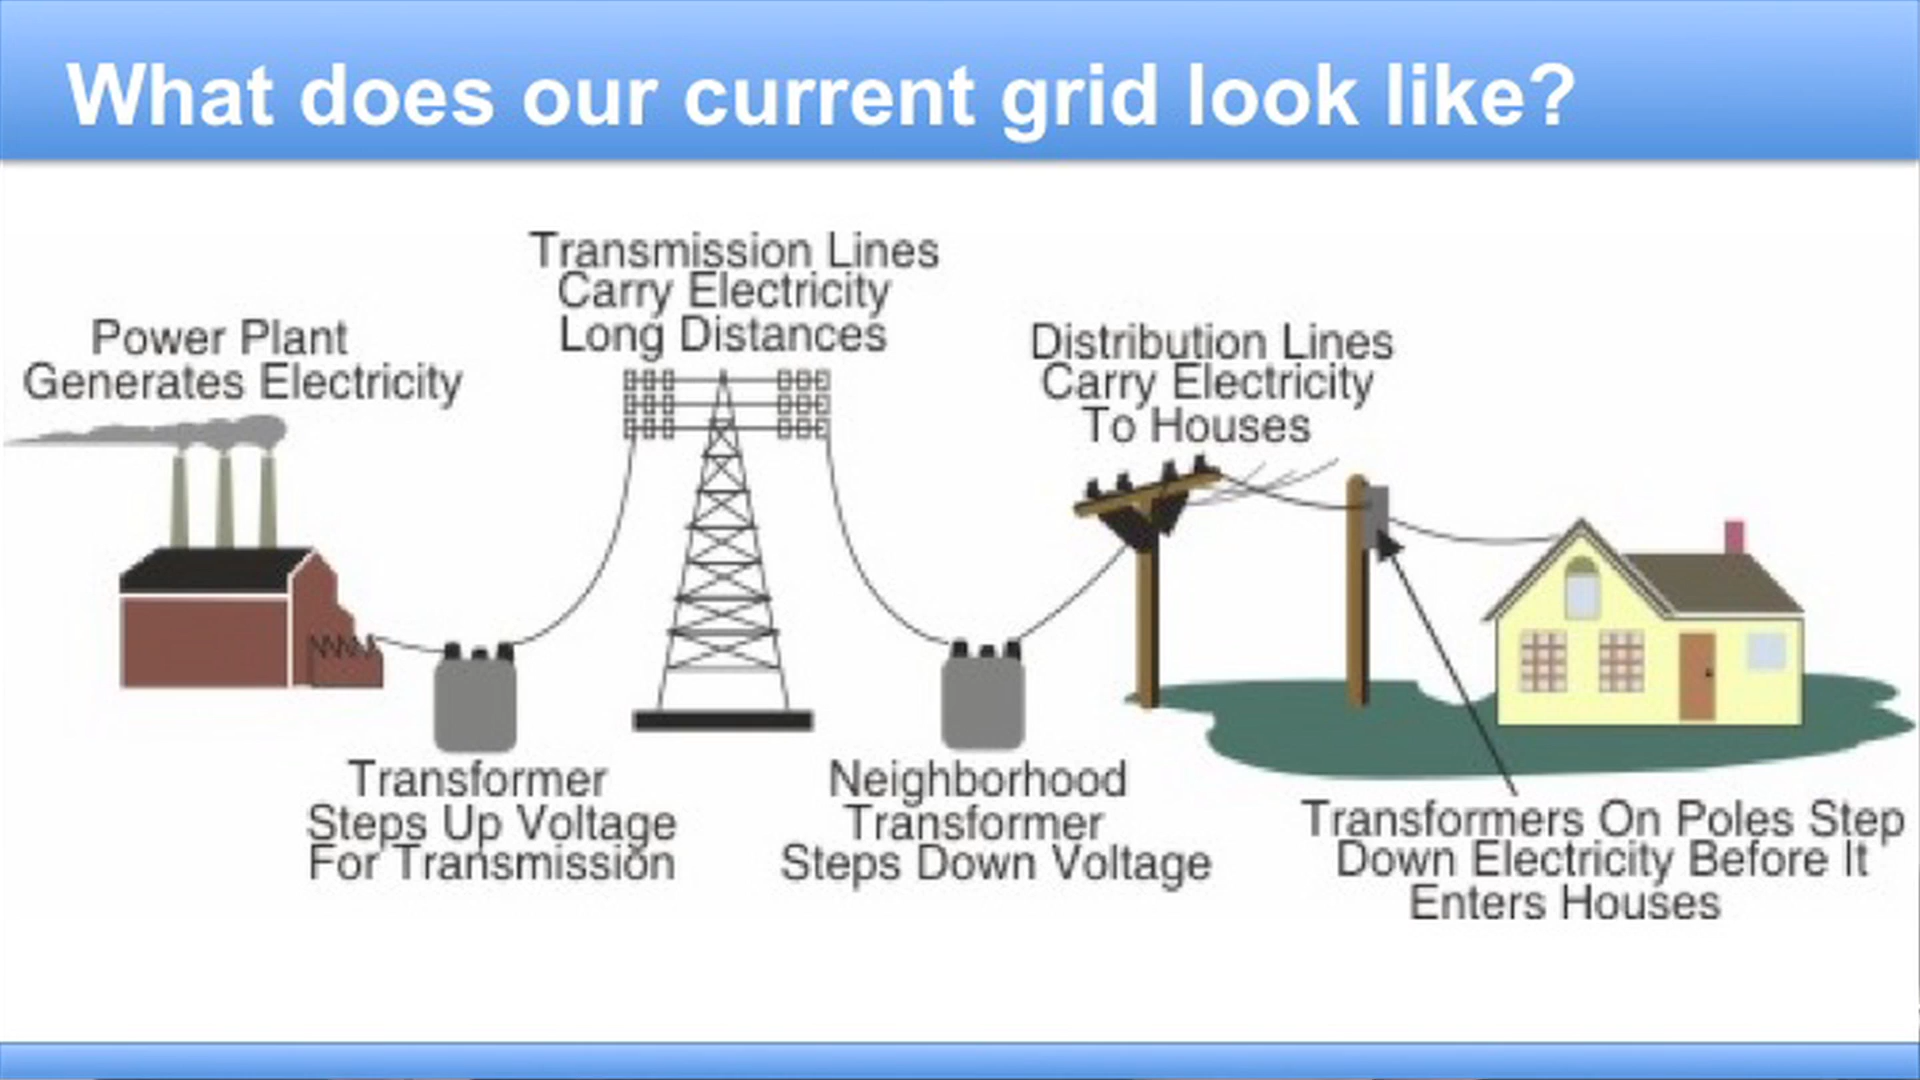 What does our current grid look like?
Power Plant
Generates Electricity
Transmission Lines
Carry Electricity
Long Distances
Distribution Lines
Carry Electricity
To Houses
Transformer
Steps Up Voltage
For Transmission
Neighborhood
Transformer
Steps Down Voltage
Transformers On Poles Step
Down Electricity Before It
Enters Houses